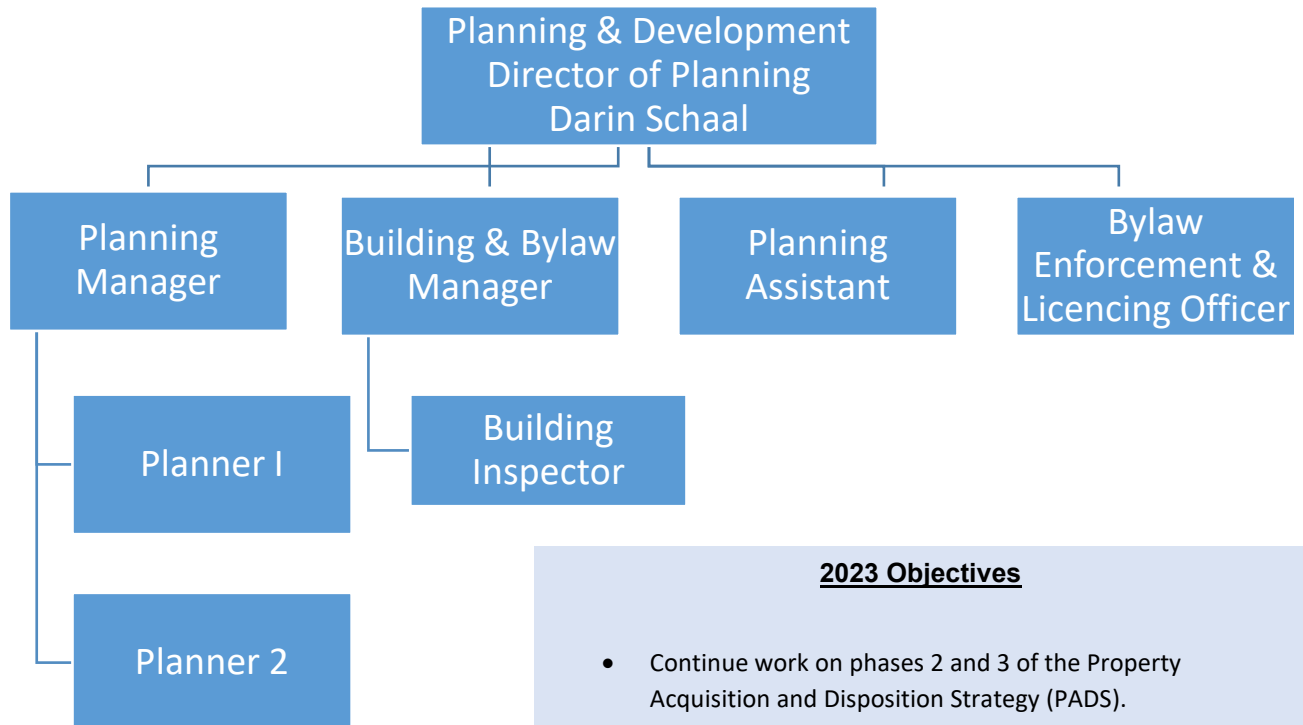 Planning & Development
Director of Planning
Darin Schaal
Planning
Manager
Building & Bylaw
Manager
Planning
Assistant
Bylaw
Enforcement &
Licencing Officer
Planner I
Building
Inspector
Planner 2
2023 Objectives
• Continue work on phases 2 and 3 of the Property
Acquisition and Disposition Strategy (PADS).